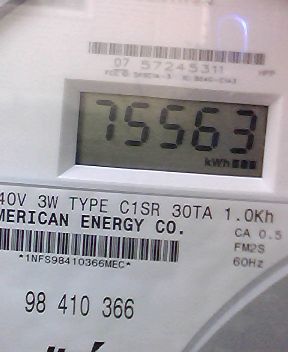 07 57245311
75563
kWh
40V 3W TYPE C1SR 30TA 1.0Kh
MERICAN ENERGY CO.
CA 0.5
FM2S
60Hz
*1NFS98410366MEC*
98 410 366